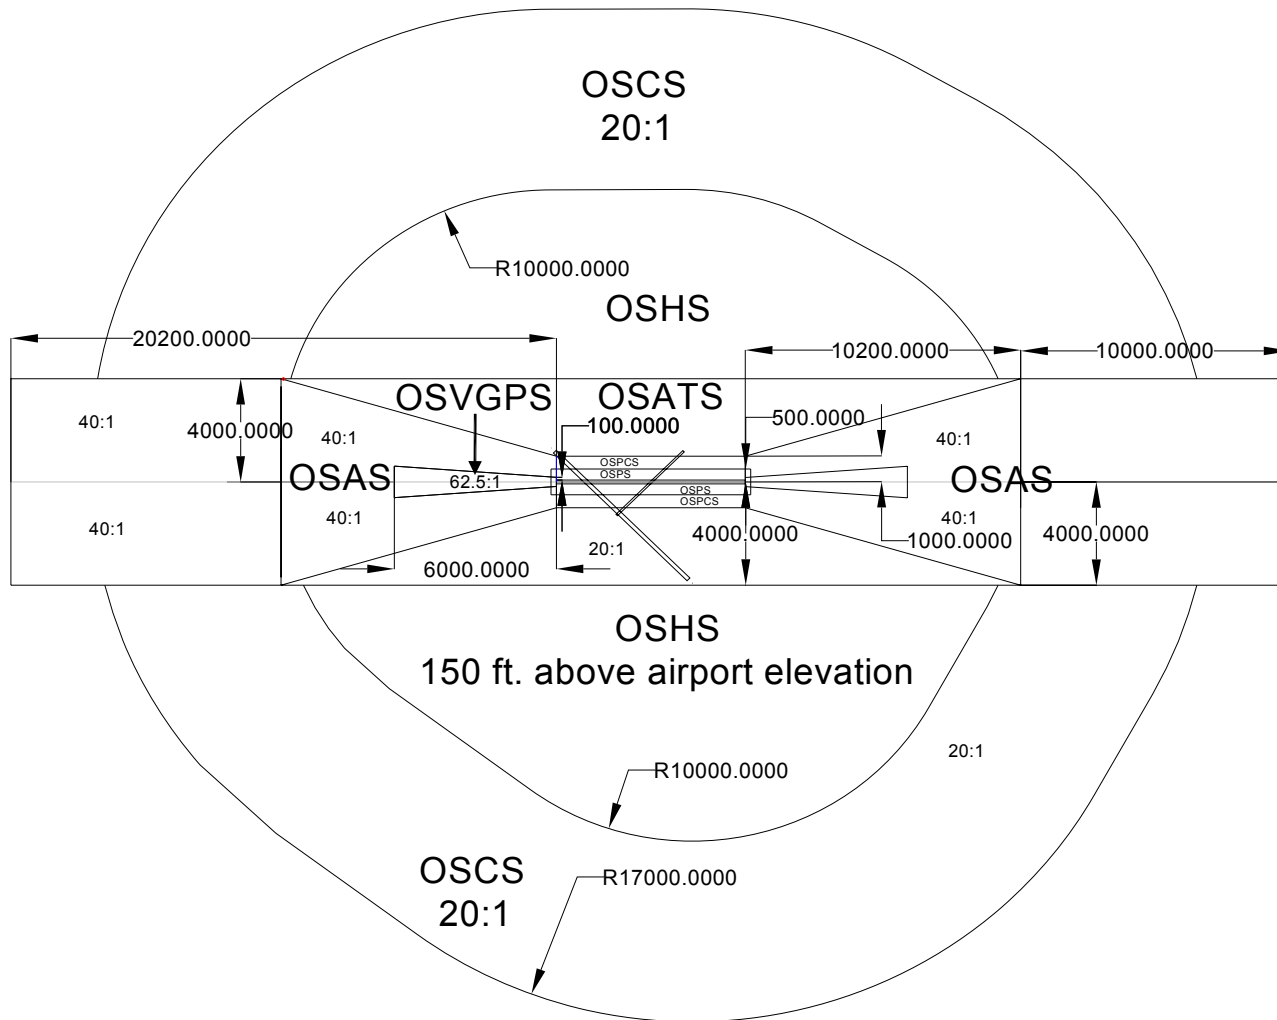 OSCS
20:1
R10000.0000
OSHS
20200.0000
10200.0000
10000.0000
OSVGPS
OSATS
40:1
4000.0000
40:1
100.0000
500.0000
40:1
OSPCS
OSPS
OSAS
62.5:1
OSAS
OSPS
OSPCS
40:1
40:1
40:1
20:1
4000.0000
1000.0000
4000.0000
6000.0000
OSHS
150 ft. above airport elevation
20:1
R10000.0000
OSCS
20:1
R17000.0000